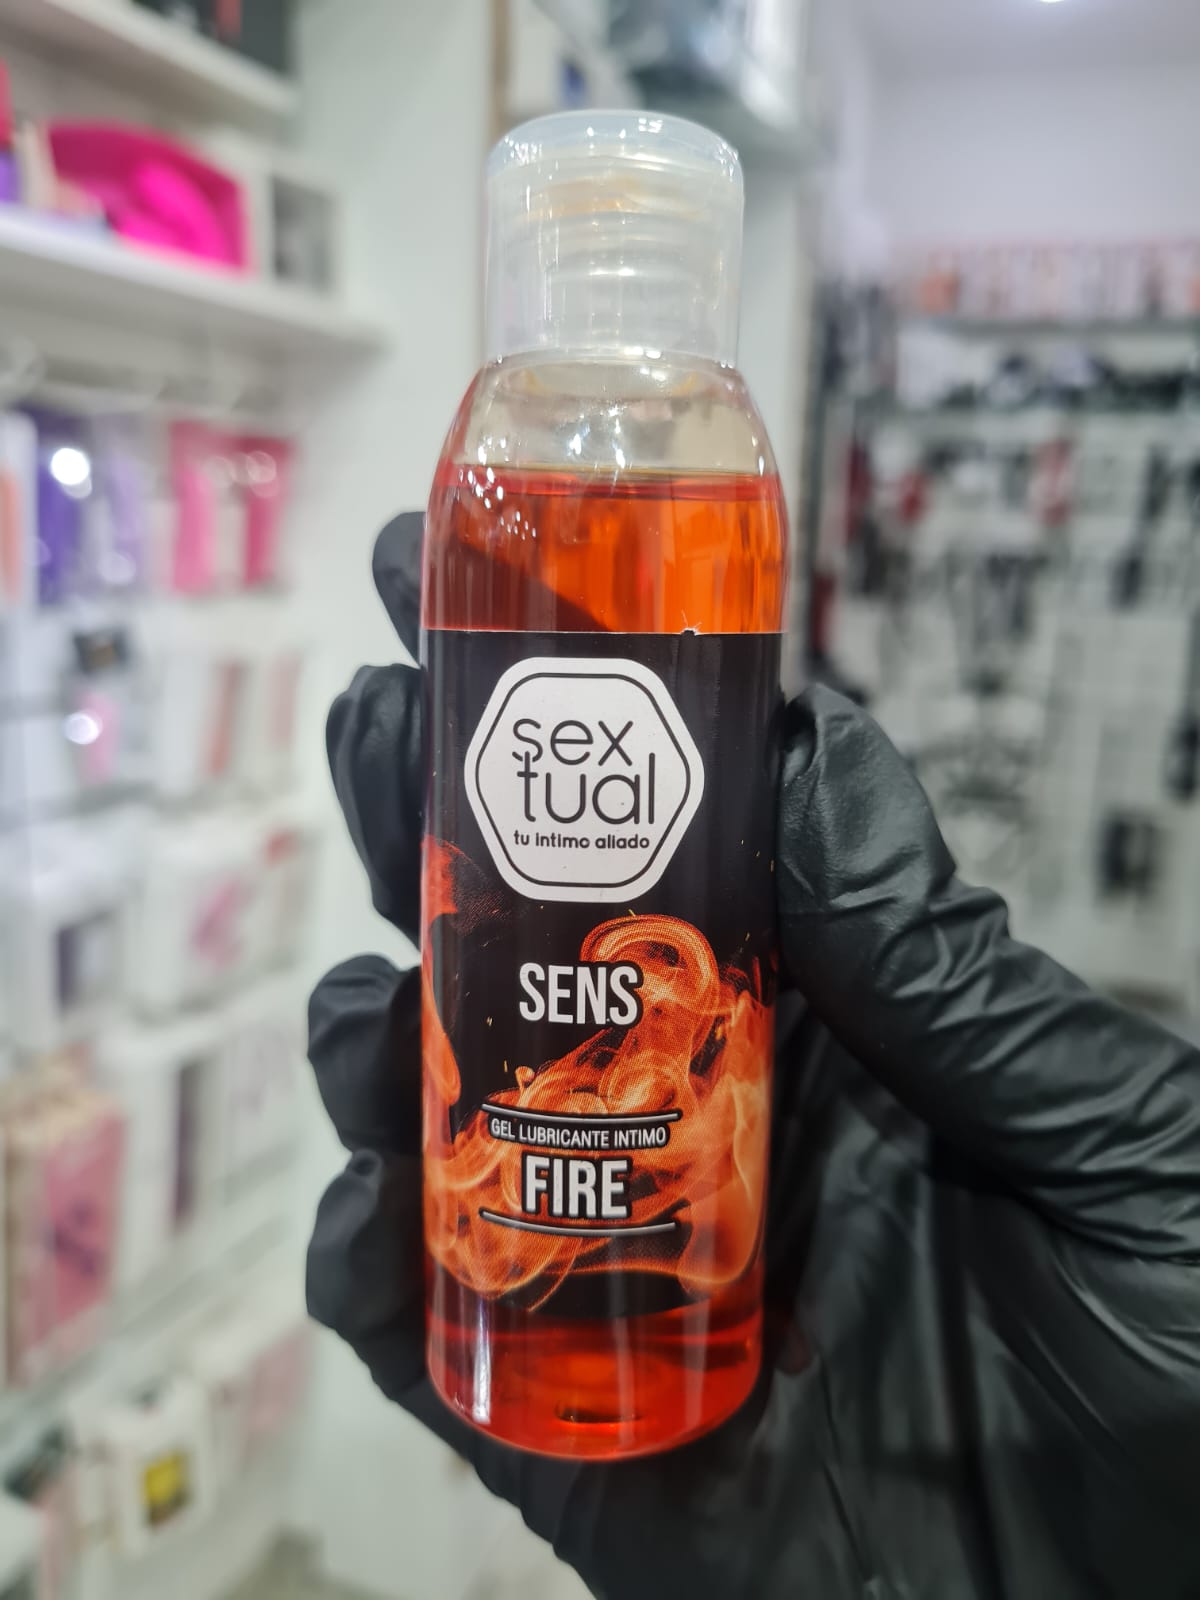 sex
tual
tu intimo aliado
SENS
GEL LUBRICANTE INTIMO
FIRE